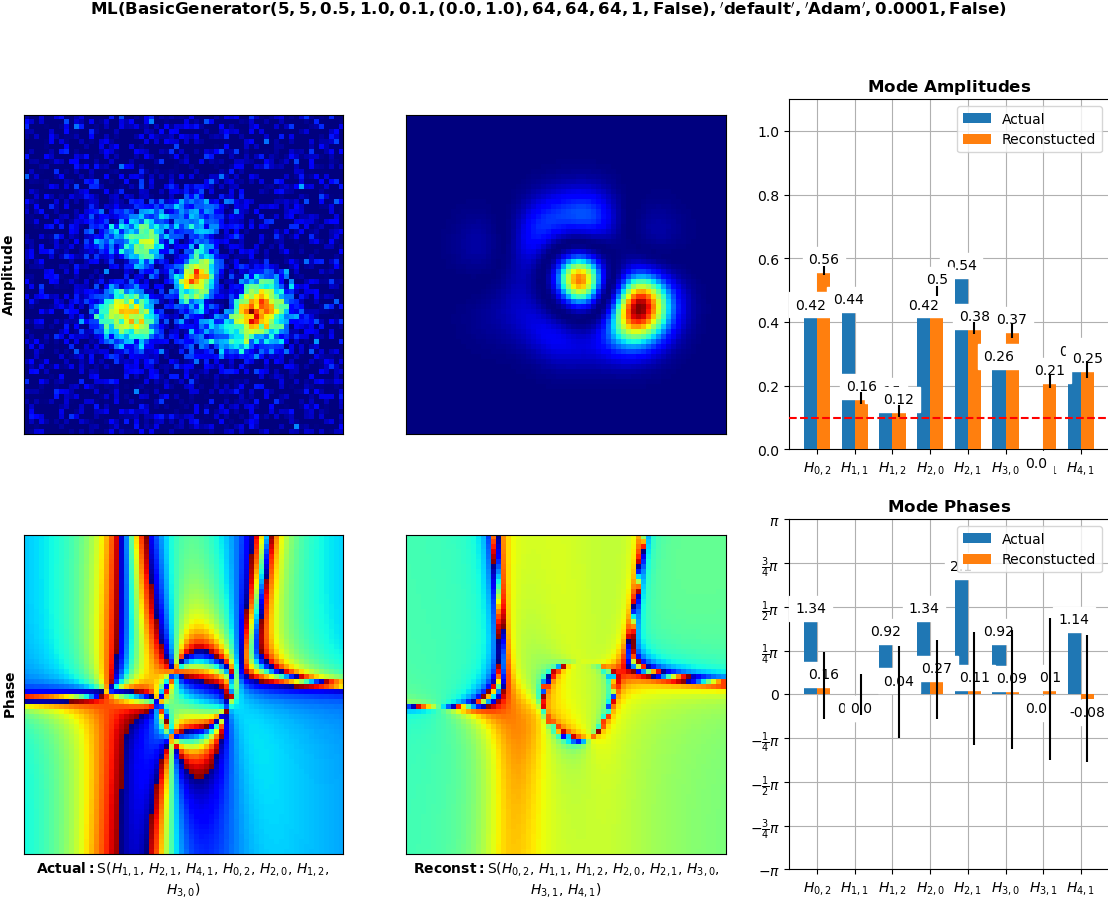 ML(BasicGenerator(5, 5, 0.5, 1.0, 0.1, (0.0, 1.0), 64, 64, 64, 1, False), ′default′, ′Adam′, 0.0001, False)
Amplitude
Mode Amplitudes
Actual
Reconstucted
1.0
0.8
0.6
0.4
0.2
0.0
0.42
0.56
0.44
0.16
0.12
0.42
0.5
0.54
0.38
0.26
0.37
0.0
0.21
0.25
H0,2 H1,1 H1,2 H2,0 H2,1 H3,0 H4,1
Phase
Mode Phases
Actual
Reconstucted
π
3/4π
1/2π
1/4π
0
−1/4π
−1/2π
−3/4π
−π
1.34
0.16
0.0
0.92
0.04
1.34
0.27
0.11
0.92
0.09
0.0
0.1
1.14
-0.08
H0,2 H1,1 H1,2 H2,0 H2,1 H3,0 H3,1 H4,1
Actual: S(H1,1, H2,1, H4,1, H0,2, H2,0, H1,2,
H3,0)
Reconst: S(H0,2, H1,1, H1,2, H2,0, H2,1, H3,0,
H3,1, H4,1)